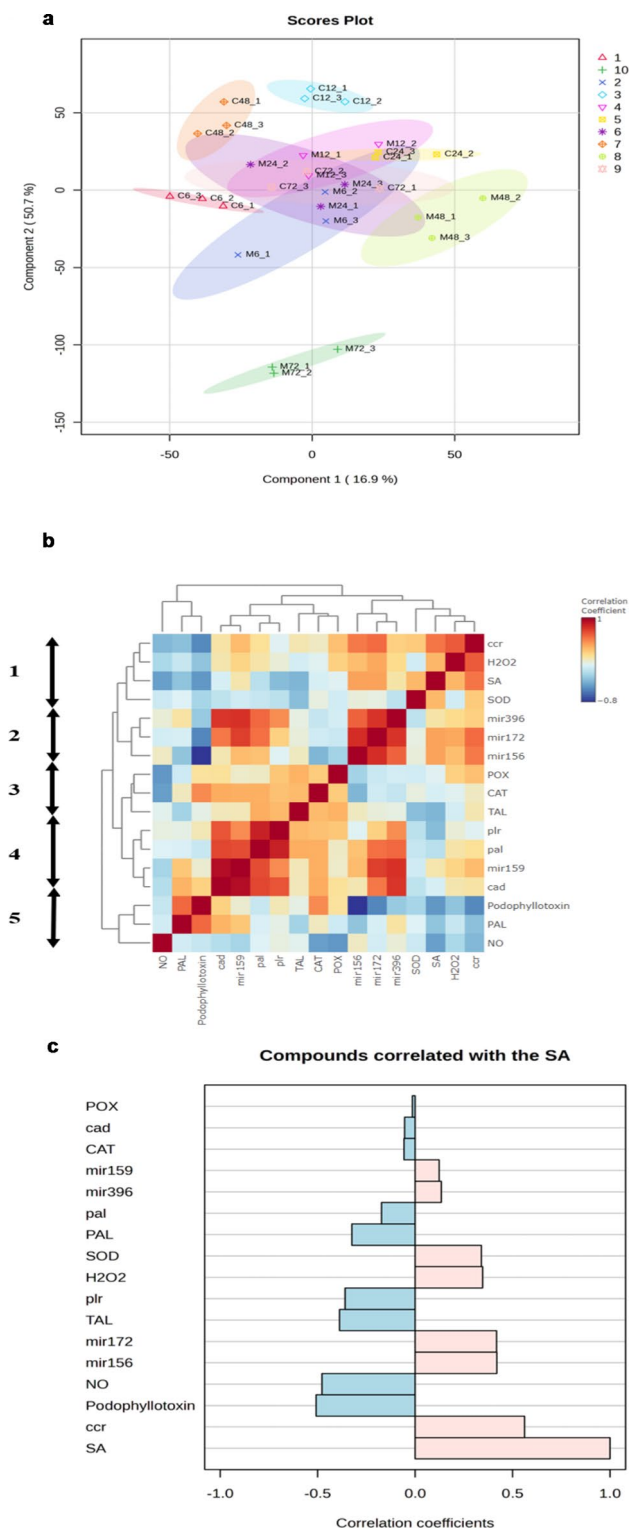 a
Scores Plot
Component 2 ( 50.7 %)
50
0
-50
-100
-150
C48_1
C48_3
C48_2
C12_1
C12_3
C12_2
M12_2
C24_3
C24_1
C24_2
M12_1
M24_2
C72_2
M12_3
C72_3
M24_3
C72_1
C6_3
C6_2
C6_1
M6_2
M24_1
M6_3
M6_1
M48_2
M48_1
M48_3
M72_3
M72_1
M72_2
1
10
2
3
4
5
6
7
8
9
-50
0
50
Component 1 ( 16.9 %)
b
Correlation
Coefficient
1
−0.8
1
2
3
4
5
ccr
H2O2
SA
SOD
mir396
mir172
mir156
POX
CAT
TAL
plr
pal
mir159
cad
Podophyllotoxin
PAL
NO
NO
PAL
Podophyllotoxin
cad
mir159
pal
plr
TAL
CAT
POX
mir156
mir172
mir396
SOD
SA
H2O2
ccr
c
Compounds correlated with the SA
POX
cad
CAT
mir159
mir396
pal
PAL
SOD
H2O2
plr
TAL
mir172
mir156
NO
Podophyllotoxin
ccr
SA
-1.0
-0.5
0.0
0.5
1.0
Correlation coefficients